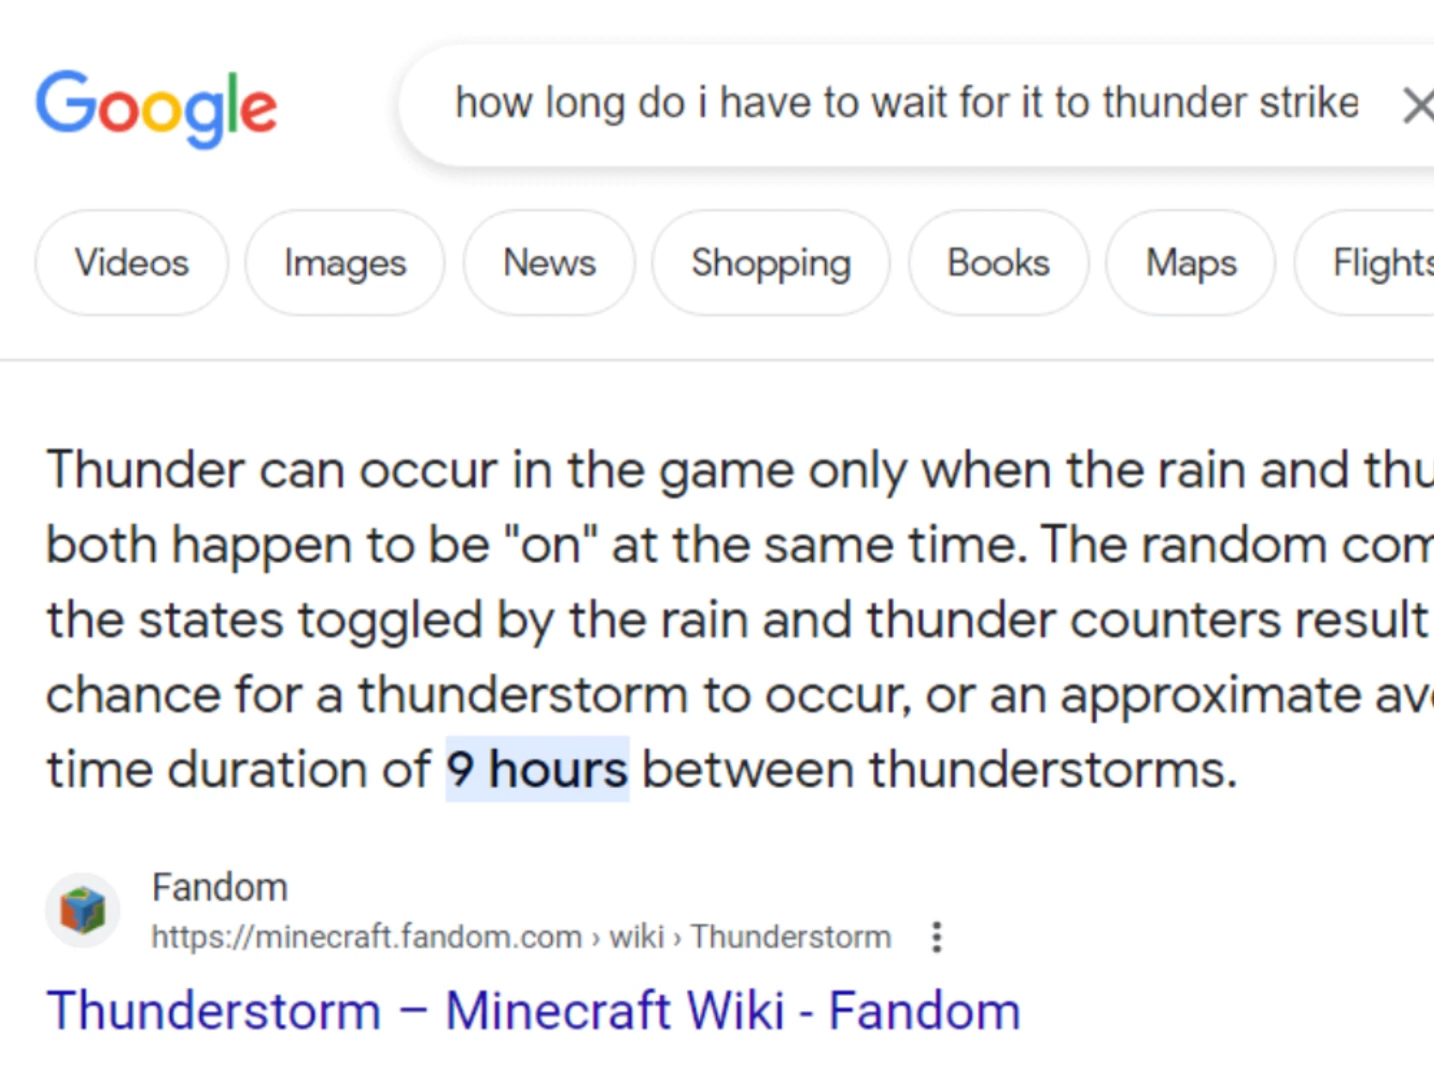 Google
how long do i have to wait for it to thunder strike
Videos Images News Shopping Books Maps Flights
Thunder can occur in the game only when the rain and
both happen to be "on" at the same time. The random
the states toggled by the rain and thunder counters result
chance for a thunderstorm to occur, or an approximate
time duration of 9 hours between thunderstorms.
Fandom
https://minecraft.fandom.com › wiki › Thunderstorm
Thunderstorm – Minecraft Wiki - Fandom